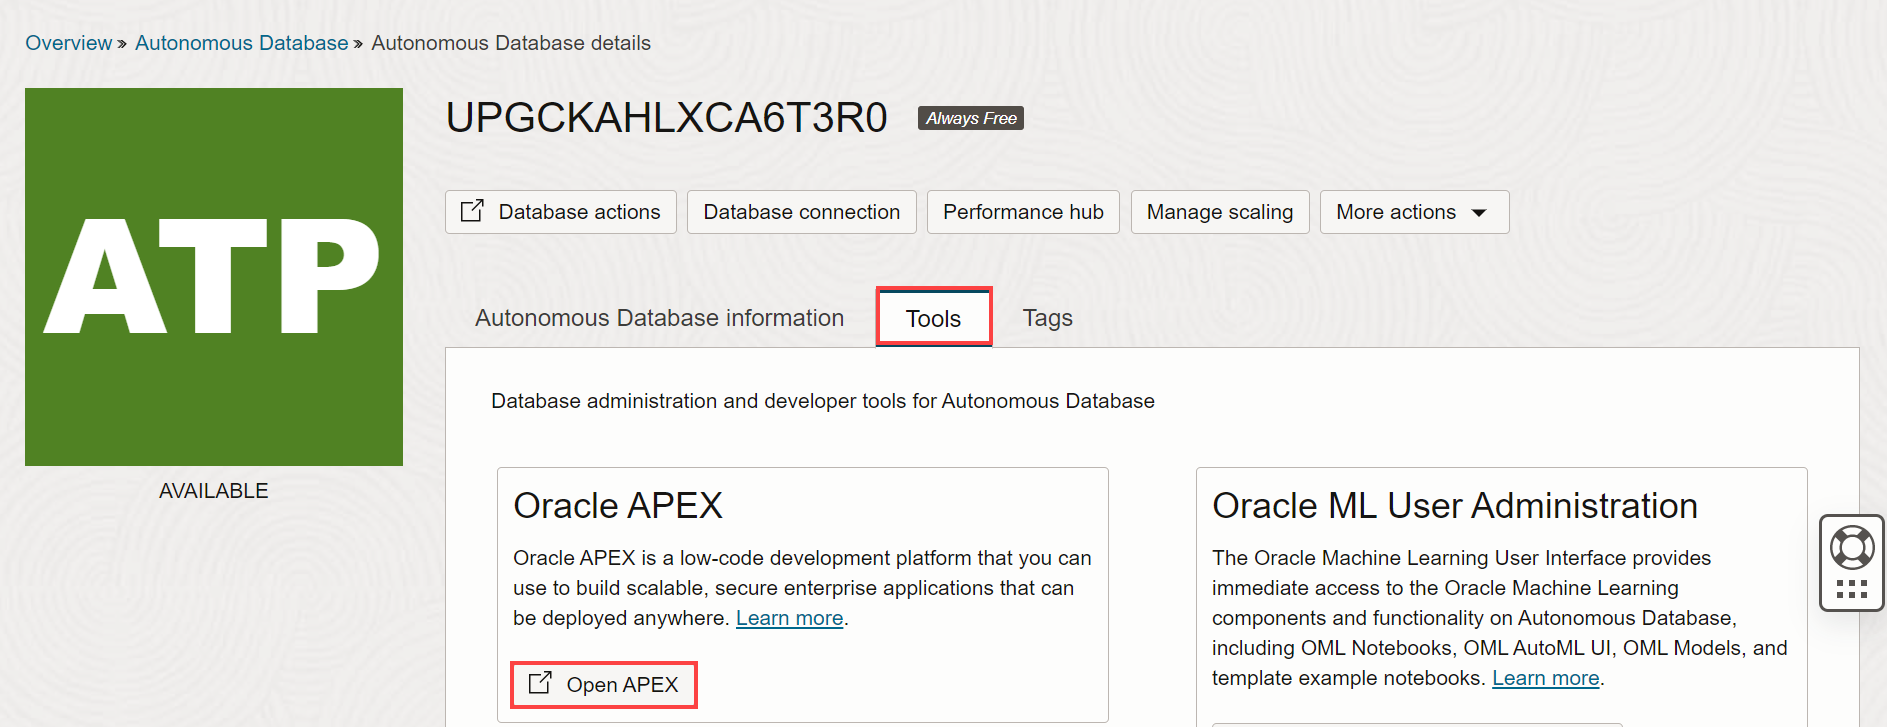 Overview » Autonomous Database » Autonomous Database details
ATP
AVAILABLE
UPGCKAHLXCA6T3R0 Always Free
Database actions Database connection Performance hub Manage scaling More actions
Autonomous Database information Tools Tags
Database administration and developer tools for Autonomous Database
Oracle APEX
Oracle APEX is a low-code development platform that you can
use to build scalable, secure enterprise applications that can
be deployed anywhere. Learn more.
Open APEX
Oracle ML User Administration
The Oracle Machine Learning User Interface provides
immediate access to the Oracle Machine Learning
components and functionality on Autonomous Database,
including OML Notebooks, OML AutoML UI, OML Models, and
template example notebooks. Learn more.